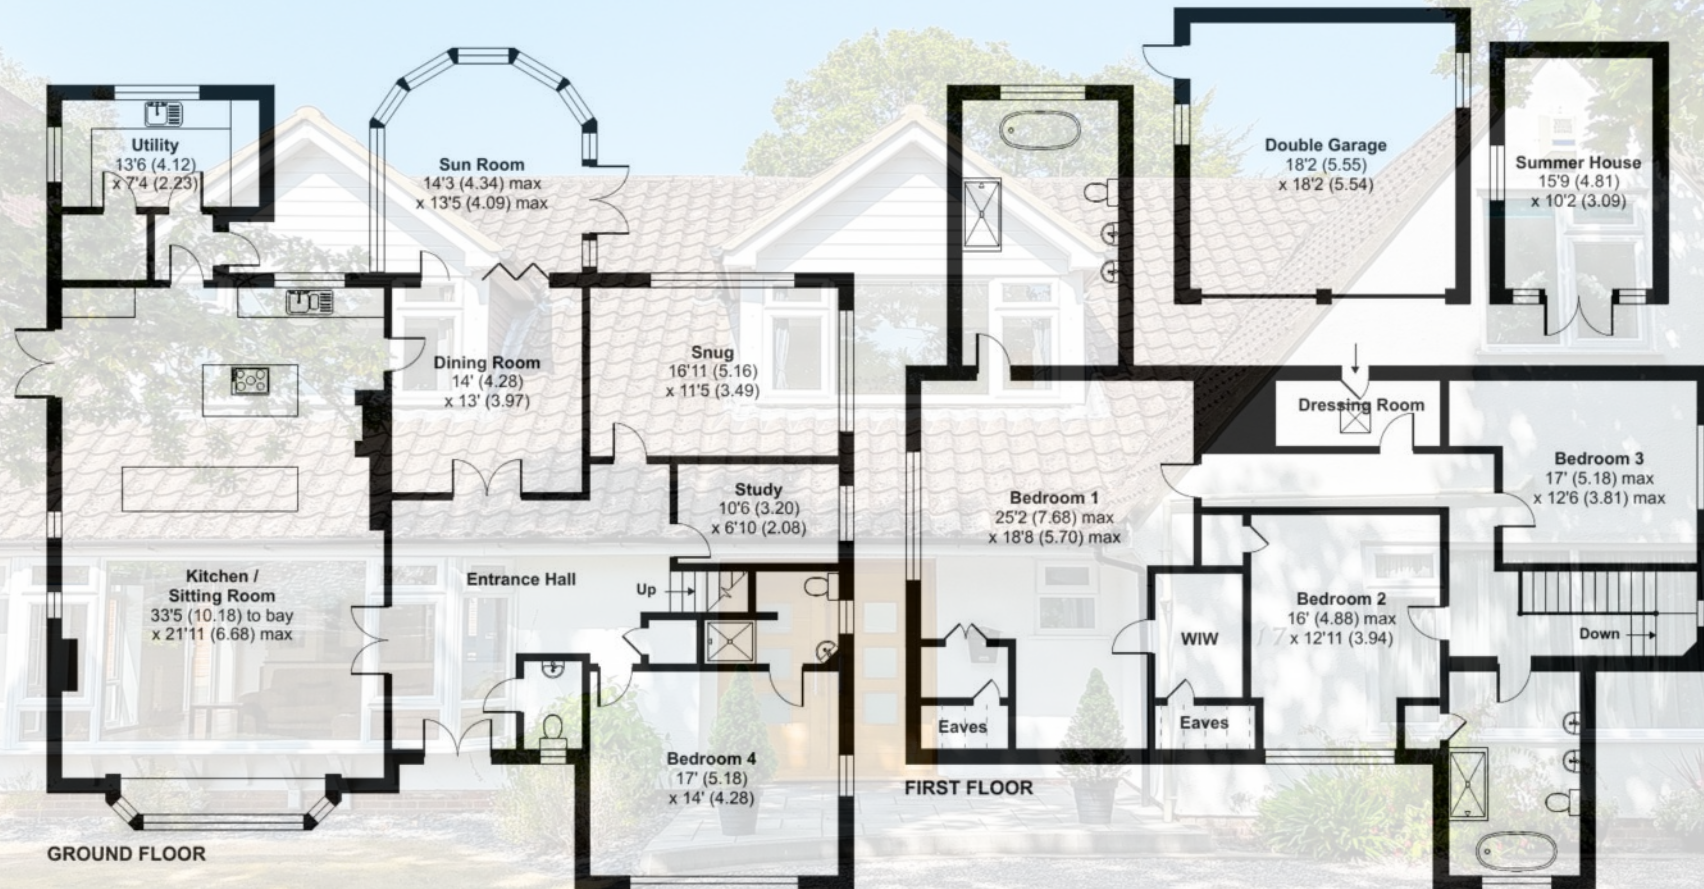 Utility
13'6 (4.12)
x 7'4 (2.23)
Sun Room
14'3 (4.34) max
x 13'5 (4.09) max
Dining Room
14' (4.28)
x 13' (3.97)
Snug
16'11 (5.16)
x 11'5 (3.49)
Study
10'6 (3.20)
x 6'10 (2.08)
Kitchen /
Sitting Room
33'5 (10.18) to bay
x 21'11 (6.68) max
Entrance Hall
Up
Bedroom 4
17' (5.18)
x 14' (4.28)
GROUND FLOOR
Double Garage
18'2 (5.55)
x 18'2 (5.54)
Summer House
15'9 (4.81)
x 10'2 (3.09)
Dressing Room
Bedroom 3
17' (5.18) max
x 12'6 (3.81) max
Bedroom 1
25'2 (7.68) max
x 18'8 (5.70) max
Bedroom 2
16' (4.88) max
x 12'11 (3.94)
WIW
17
Down
Eaves
Eaves
FIRST FLOOR